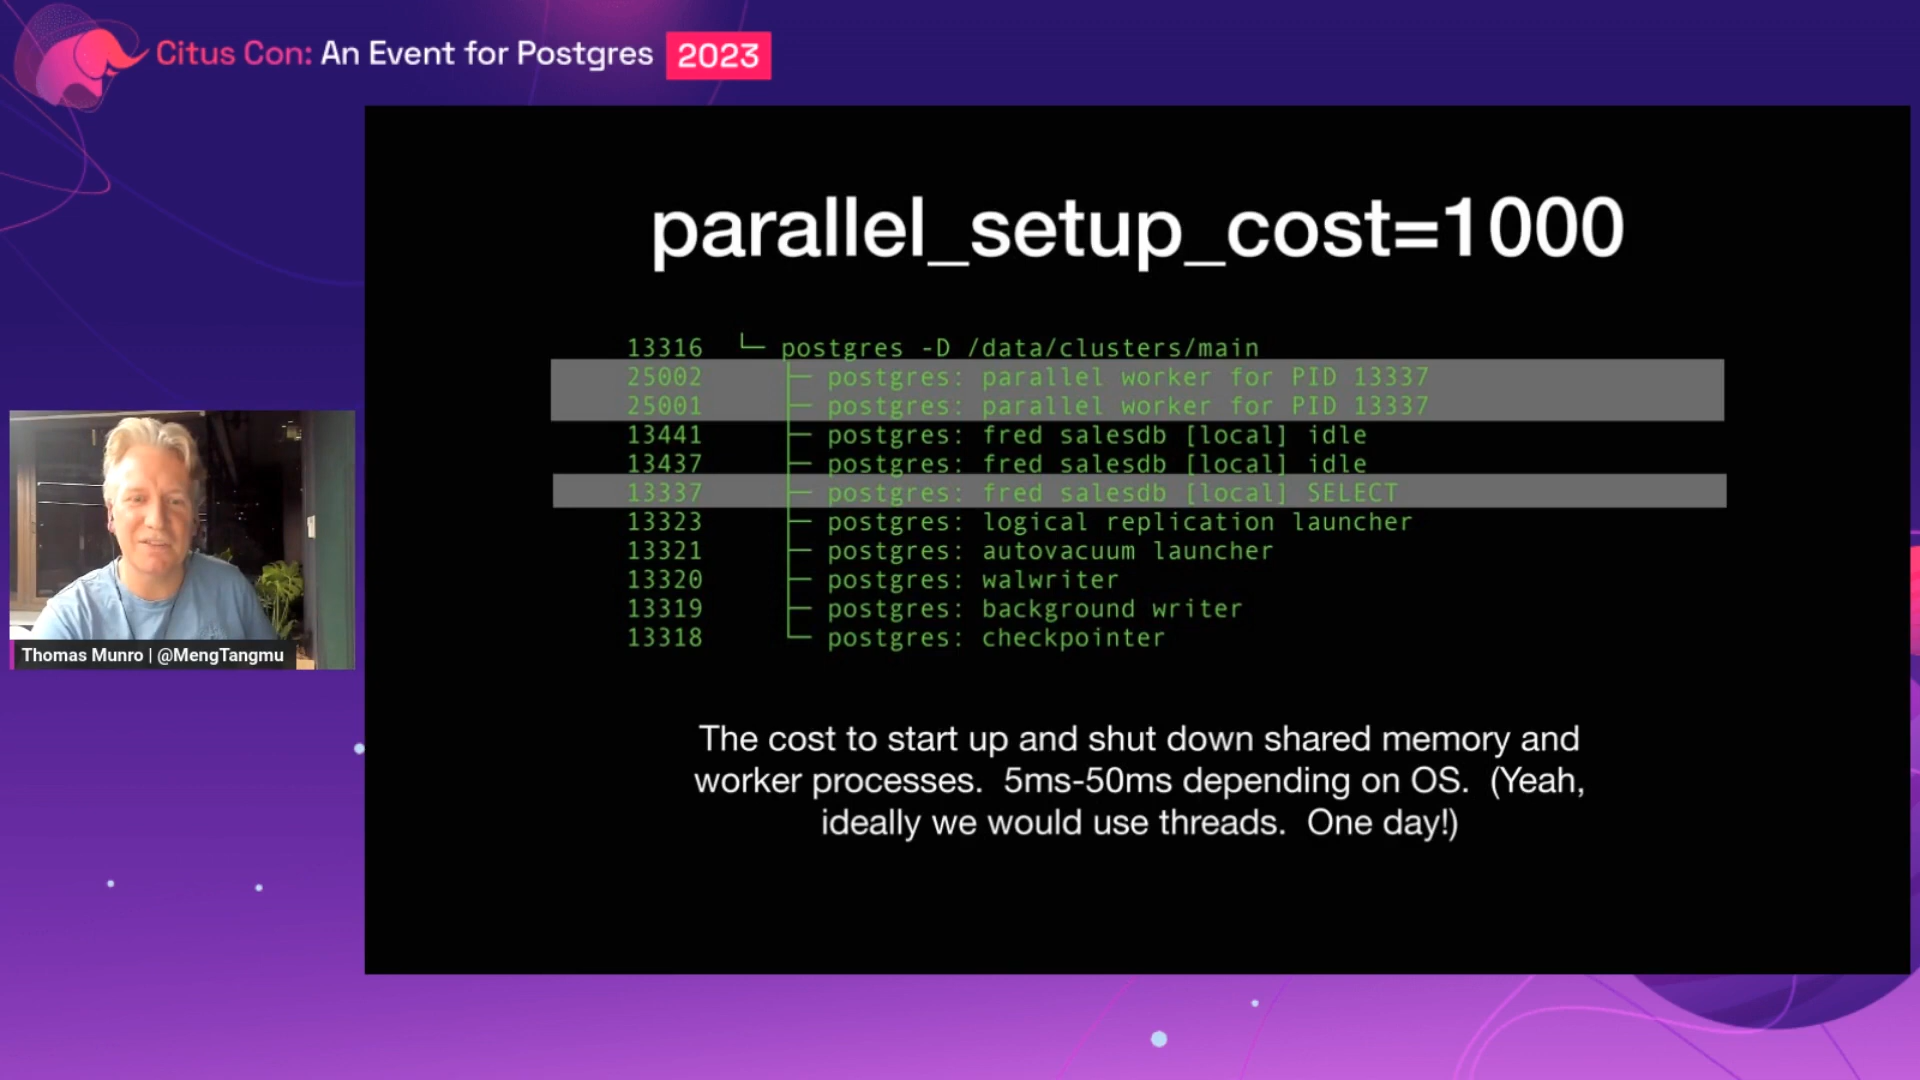 Citus Con: An Event for Postgres 2023
parallel_setup_cost=1000
13316 └─ postgres -D /data/clusters/main
25002 ├─ postgres: parallel worker for PID 13337
25001 ├─ postgres: parallel worker for PID 13337
13441 ├─ postgres: fred salesdb [local] idle
13437 ├─ postgres: fred salesdb [local] idle
13337 ├─ postgres: fred salesdb [local] SELECT
13323 ├─ postgres: logical replication launcher
13321 ├─ postgres: autovacuum launcher
13320 ├─ postgres: walwriter
13319 ├─ postgres: background writer
13318 └─ postgres: checkpointer
Thomas Munro | @MengTangmu
The cost to start up and shut down shared memory and
worker processes. 5ms-50ms depending on OS. (Yeah,
ideally we would use threads. One day!)